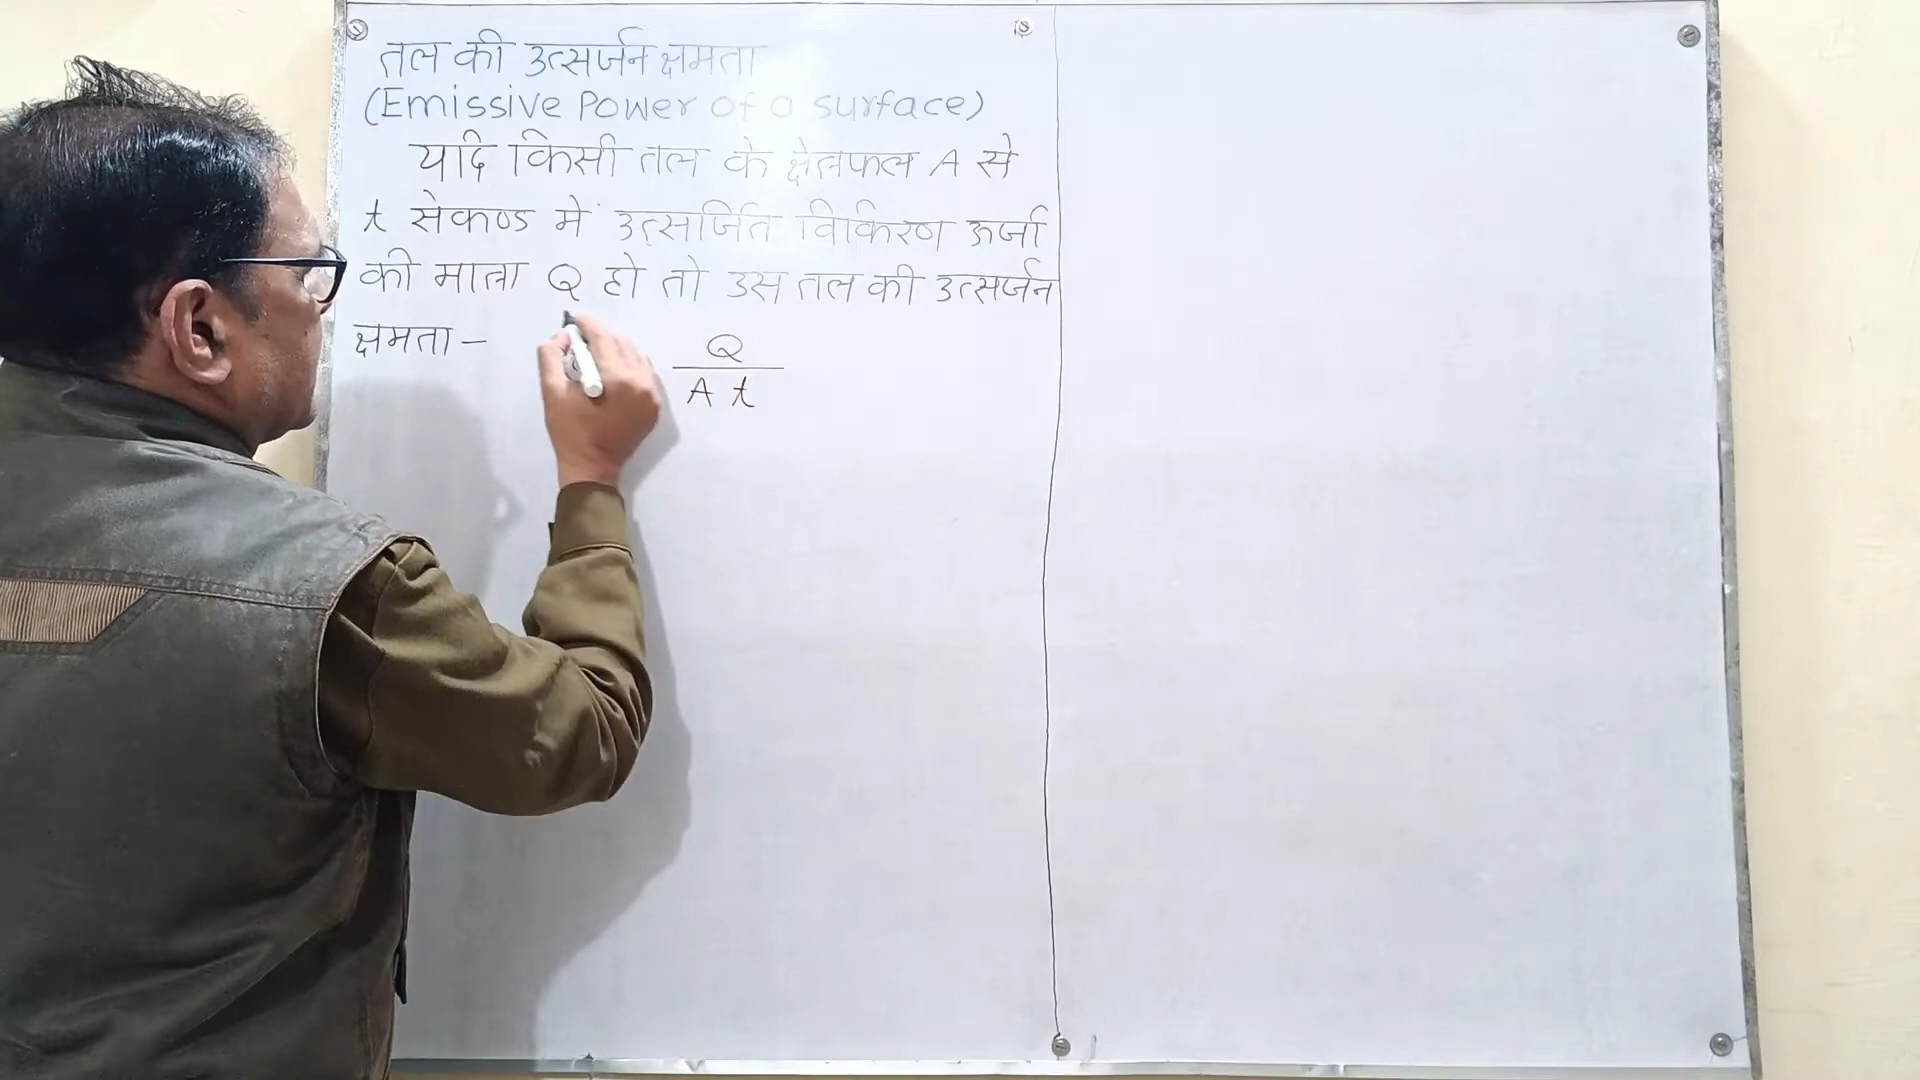 तल की उत्सर्जन क्षमता
(Emissive Power of a surface)
यदि किसी तल के क्षेत्रफल A से
t सेकण्ड में उत्सर्जित विकिरण ऊर्जा
की मात्रा Q हो तो उस तल की उत्सर्जन
क्षमता -
Q
A t